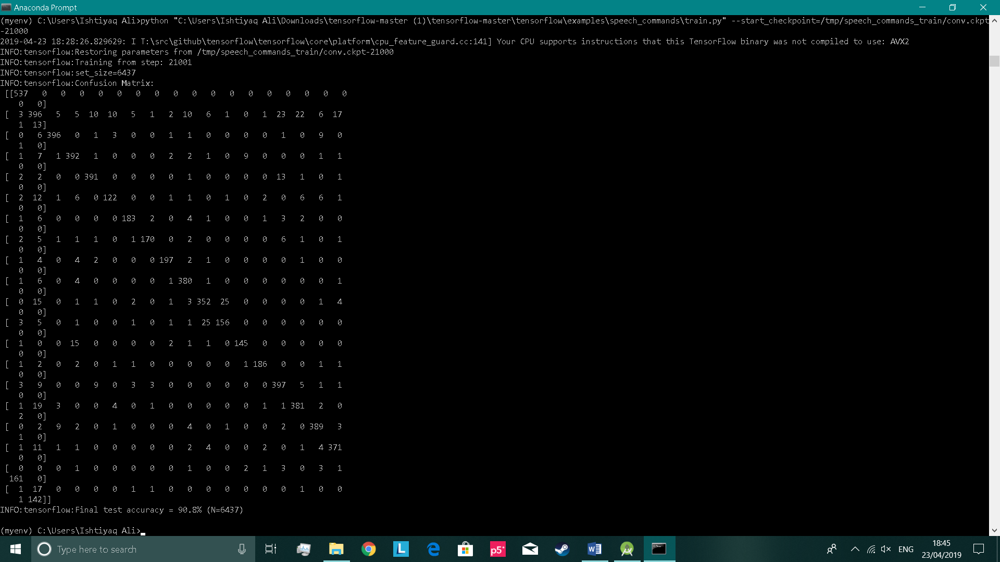 Anaconda Prompt
(myenv) C:\Users\Ishtiyaq Ali>python "C:\Users\Ishtiyaq Ali\Downloads\tensorflow-master (1)\tensorflow-master\tensorflow\examples\speech_commands\train.py" --start_checkpoint=/tmp/speech_commands_train/conv.ckpt
-21000
2019-04-23 18:28:26.829629: I T:\src\github\tensorflow\tensorflow\core\platform\cpu_feature_guard.cc:141] Your CPU supports instructions that this TensorFlow binary was not compiled to use: AVX2
INFO:tensorflow:Restoring parameters from /tmp/speech_commands_train/conv.ckpt-21000
INFO:tensorflow:Training from step: 21001
INFO:tensorflow:set_size=6437
INFO:tensorflow:Confusion Matrix:
[[537 0 0 0 0 0 0 0 0 0 0 0 0 0 0 0 0 0
0 0]
[ 3 396 5 5 10 10 5 1 2 10 6 1 0 1 23 22 6 17
1 13]
[ 0 6 396 0 1 3 0 0 1 1 0 0 0 0 1 0 9 0
1 0]
[ 1 7 1 392 1 0 0 0 2 2 1 0 9 0 0 0 1 1
0 0]
[ 2 2 0 0 391 0 0 0 0 1 0 0 0 0 13 1 0 1
0 0]
[ 2 12 1 6 0 122 0 0 1 1 0 1 0 2 0 6 6 1
0 0]
[ 1 6 0 0 0 0 183 2 0 4 1 0 0 1 3 2 0 0
0 0]
[ 2 5 1 1 1 0 1 170 0 2 0 0 0 0 6 1 0 1
0 0]
[ 1 4 0 4 2 0 0 0 197 2 1 0 0 0 0 1 0 0
0 0]
[ 1 6 0 4 0 0 0 0 1 380 1 0 0 0 0 0 0 1
0 0]
[ 0 15 0 1 1 0 2 0 1 3 352 25 0 0 0 0 1 4
0 0]
[ 3 5 0 1 0 0 1 0 1 1 25 156 0 0 0 0 0 0
0 0]
[ 1 0 0 15 0 0 0 0 2 1 1 0 145 0 0 0 0 0
0 0]
[ 1 2 0 2 0 1 1 0 0 0 0 0 1 186 0 0 1 1
0 0]
[ 3 9 0 0 9 0 3 3 0 0 0 0 0 0 397 5 1 1
0 0]
[ 1 19 3 0 0 4 0 1 0 0 0 0 0 1 1 381 2 0
2 0]
[ 0 2 9 2 0 1 0 0 0 4 0 1 0 0 2 0 389 3
1 0]
[ 1 11 1 1 0 0 0 0 0 2 4 0 0 2 0 1 4 371
0 0]
[ 0 0 0 1 0 0 0 0 0 1 0 0 2 1 3 0 3 1
161 0]
[ 1 17 0 0 0 0 1 1 0 0 0 0 0 0 0 1 0 0
1 142]]
INFO:tensorflow:Final test accuracy = 90.8% (N=6437)
(myenv) C:\Users\Ishtiyaq Ali>
Type here to search
L
p5*
ENG
18:45
23/04/2019